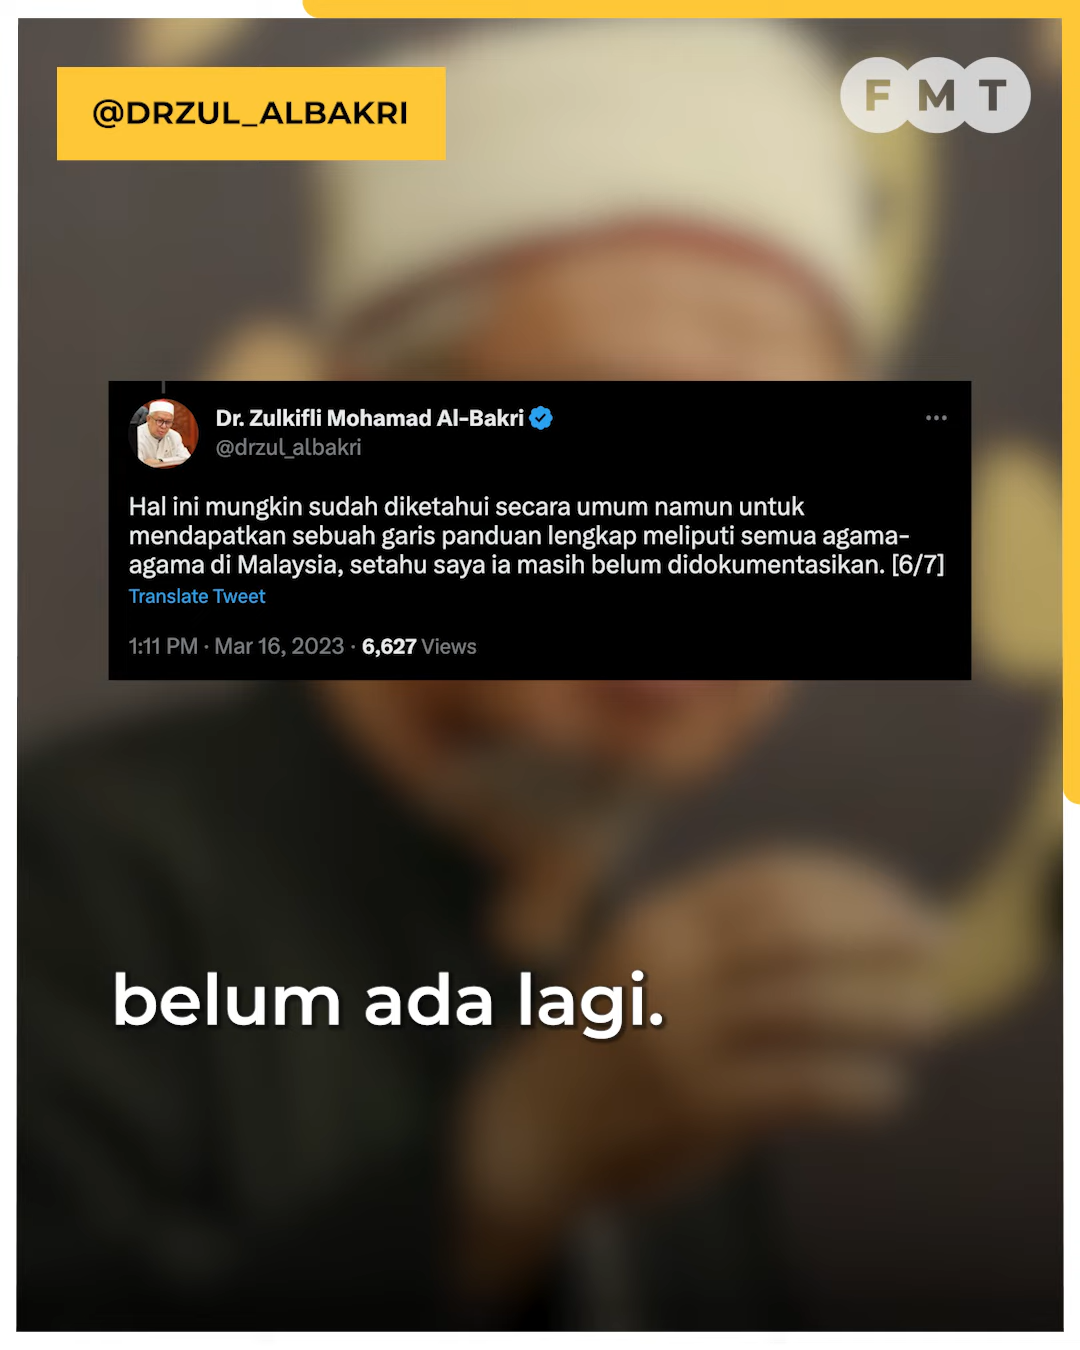 @DRZUL_ALBAKRI
FMT
Dr. Zulkifli Mohamad Al-Bakri
@drzul_albakri
Hal ini mungkin sudah diketahui secara umum namun untuk
mendapatkan sebuah garis panduan lengkap meliputi semua agama-
agama di Malaysia, setahu saya ia masih belum didokumentasikan. [6/7]
Translate Tweet
1:11 PM · Mar 16, 2023 · 6,627 Views
belum ada lagi.